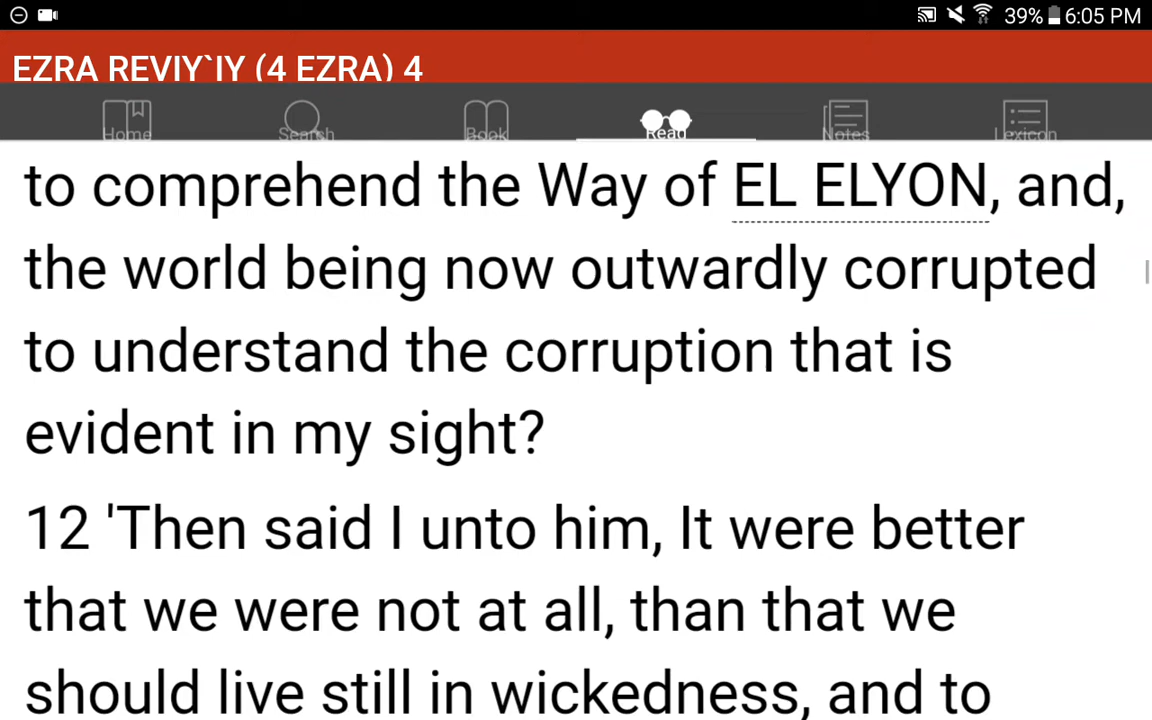 39% 6:05 PM
EZRA REVIY`IY (4 EZRA) 4
Home Search Book Read Notes Lexicon
to comprehend the Way of EL ELYON, and,
the world being now outwardly corrupted
to understand the corruption that is
evident in my sight?
12 'Then said I unto him, It were better
that we were not at all, than that we
should live still in wickedness, and to